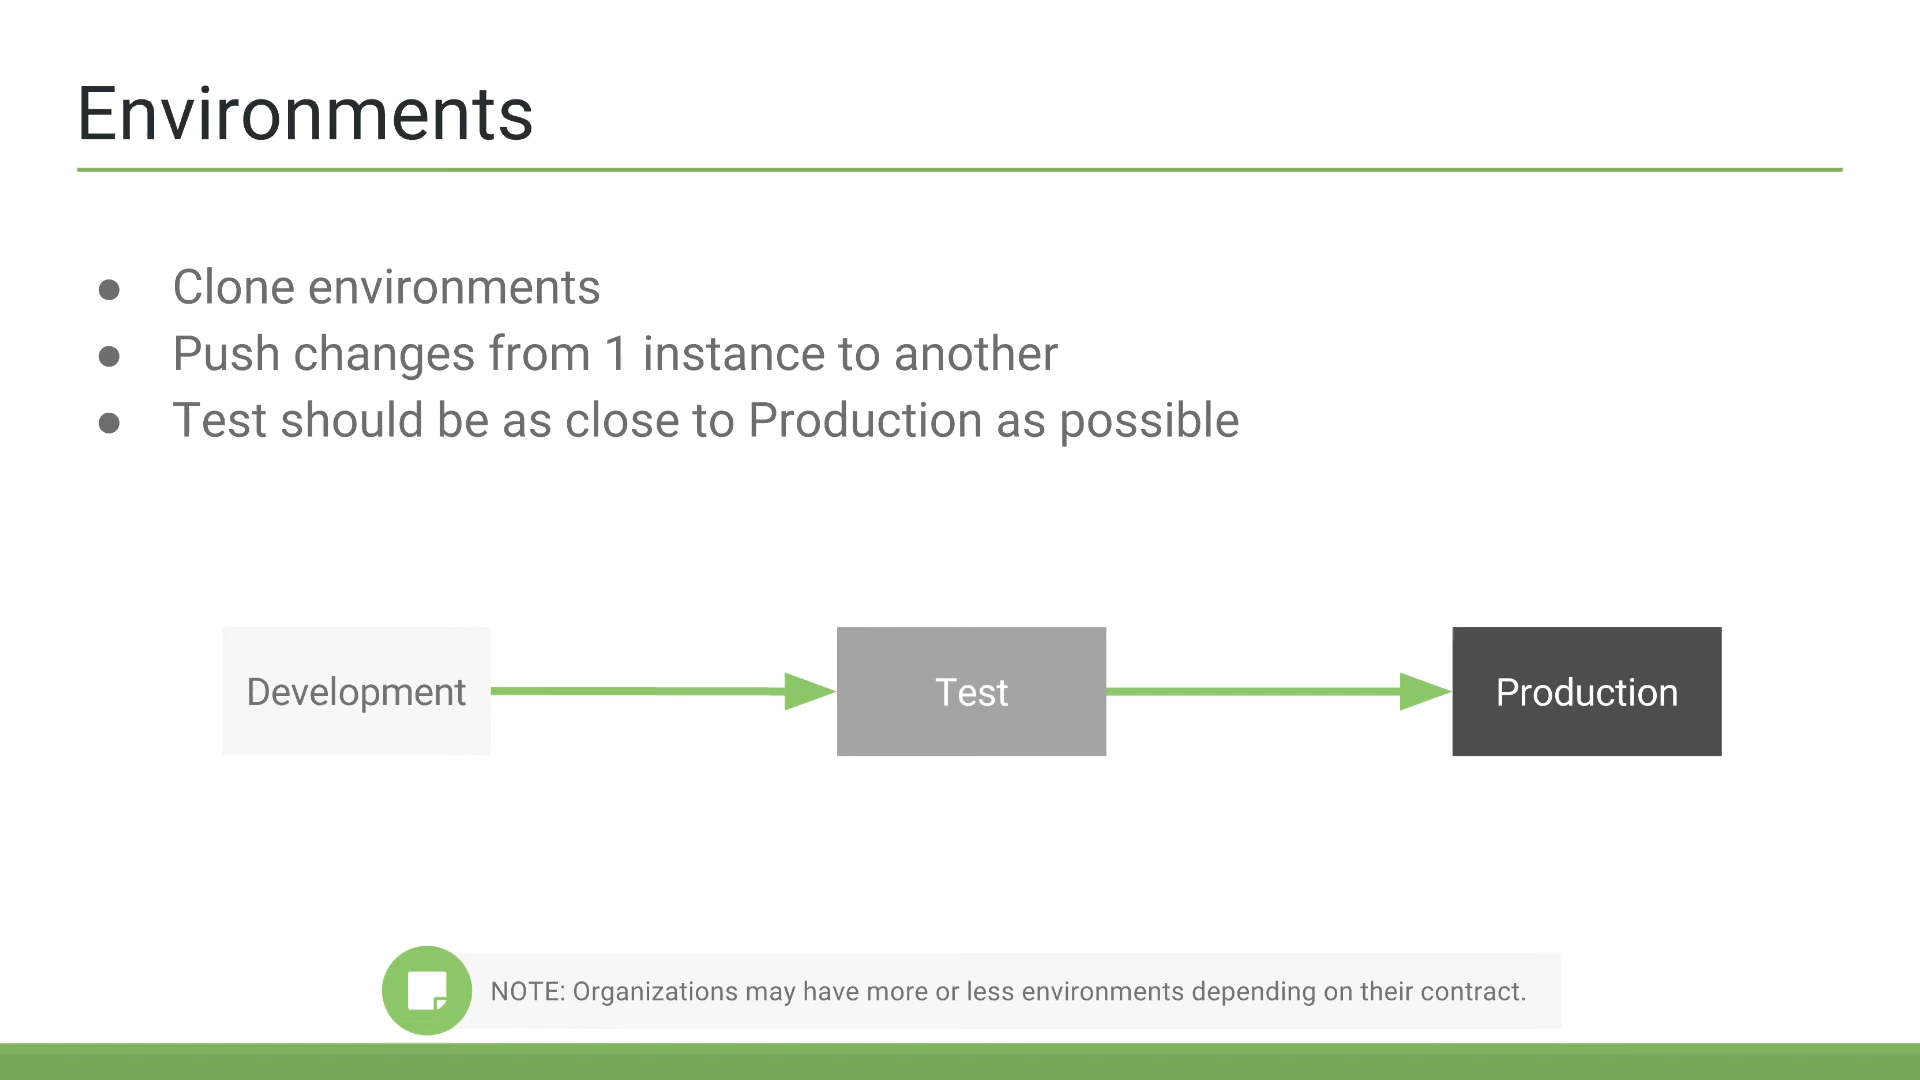 Environments
● Clone environments
● Push changes from 1 instance to another
● Test should be as close to Production as possible
Development
Test
Production
NOTE: Organizations may have more or less environments depending on their contract.